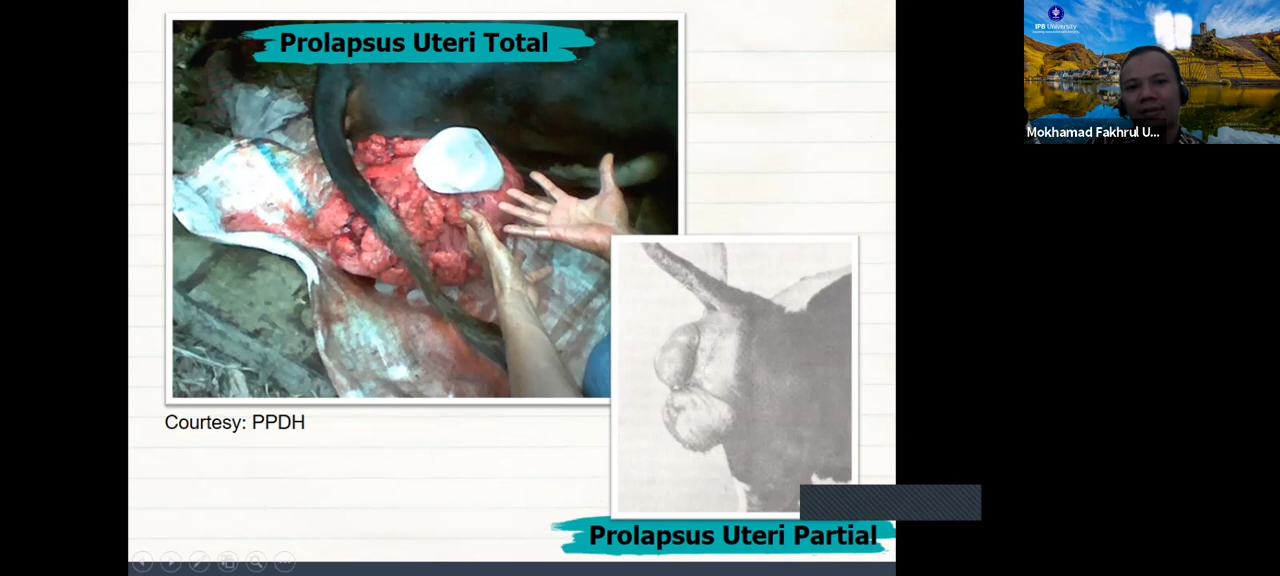 Prolapsus Uteri Total
IPB University
Mokhamad Fakhrul U...
Courtesy: PPDH
Prolapsus Uteri Partial